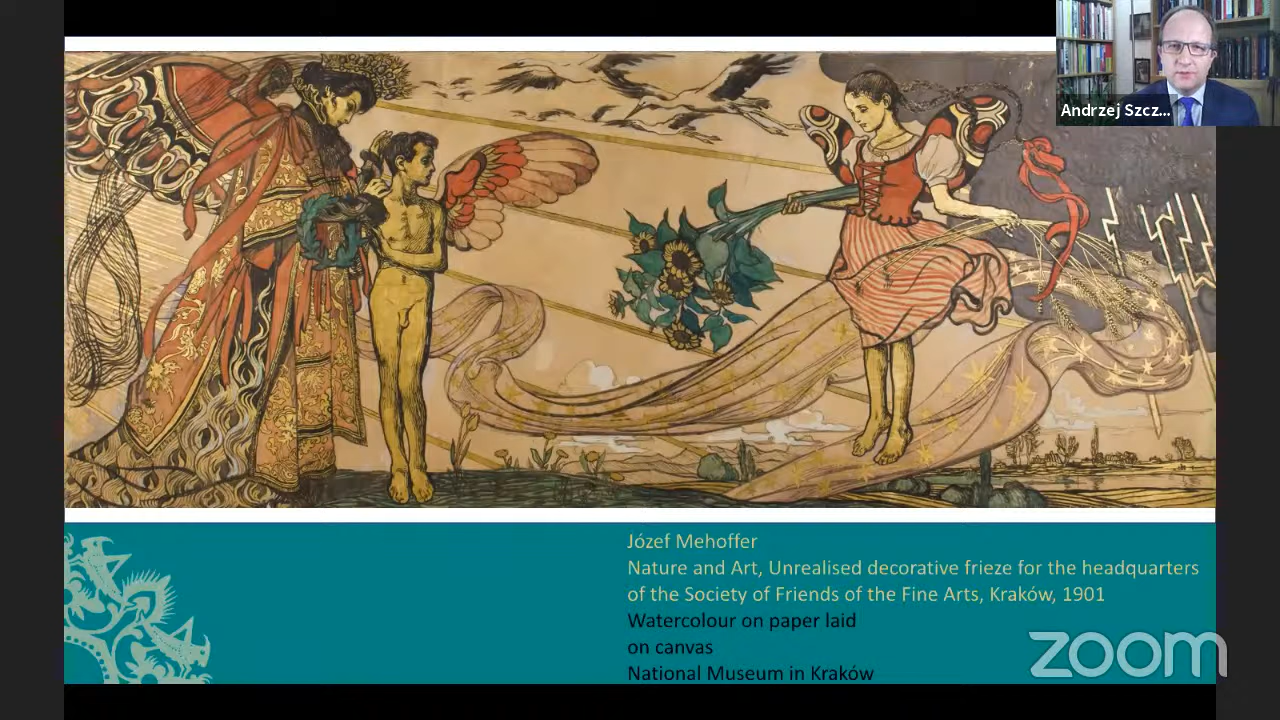 Andrzej Szcz...
Józef Mehoffer
Nature and Art, Unrealised decorative frieze for the headquarters
of the Society of Friends of the Fine Arts, Kraków, 1901
Watercolour on paper laid
on canvas
National Museum in Kraków
zoom